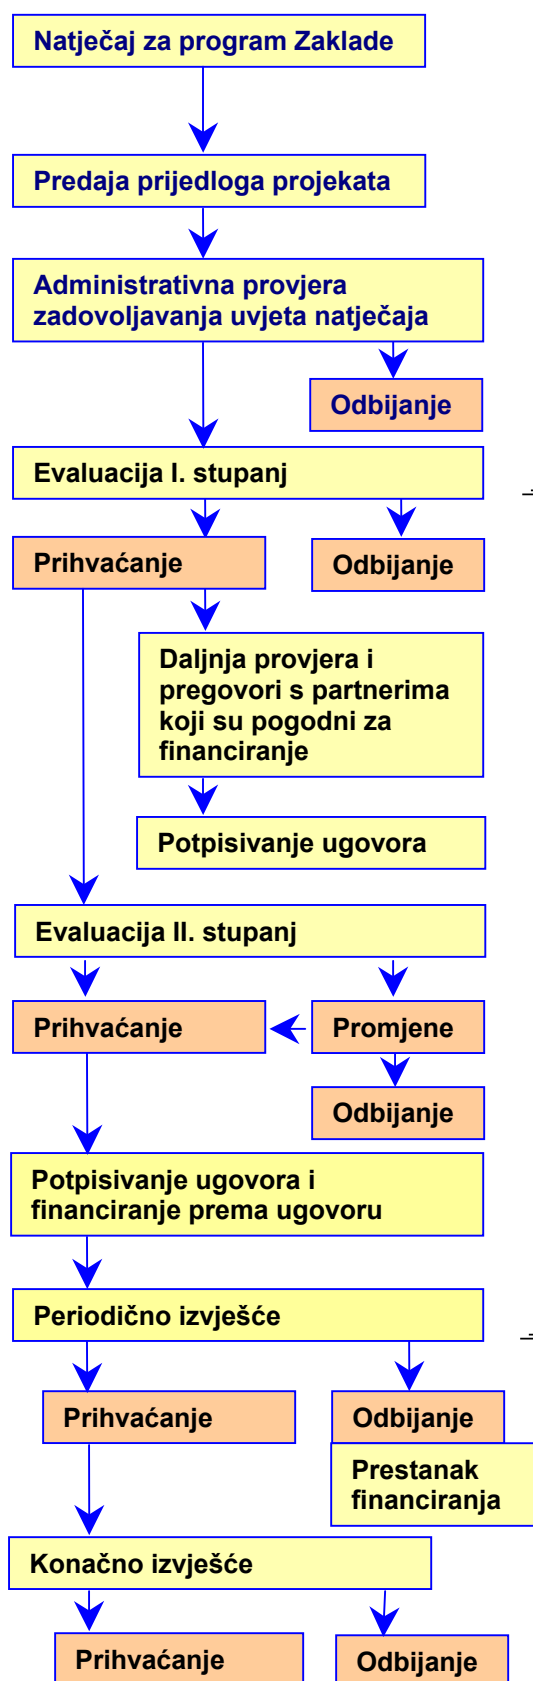 Natječaj za program Zaklade
Predaja prijedloga projekata
Administrativna provjera
zadovoljavanja uvjeta natječaja
Odbijanje
Evaluacija I. stupanj
Prihvaćanje
Odbijanje
Daljnja provjera i
pregovori s partnerima
koji su pogodni za
financiranje
Potpisivanje ugovora
Evaluacija II. stupanj
Prihvaćanje
Promjene
Odbijanje
Potpisivanje ugovora i
financiranje prema ugovoru
Periodično izvješće
Prihvaćanje
Odbijanje
Prestanak
financiranja
Konačno izvješće
Prihvaćanje
Odbijanje